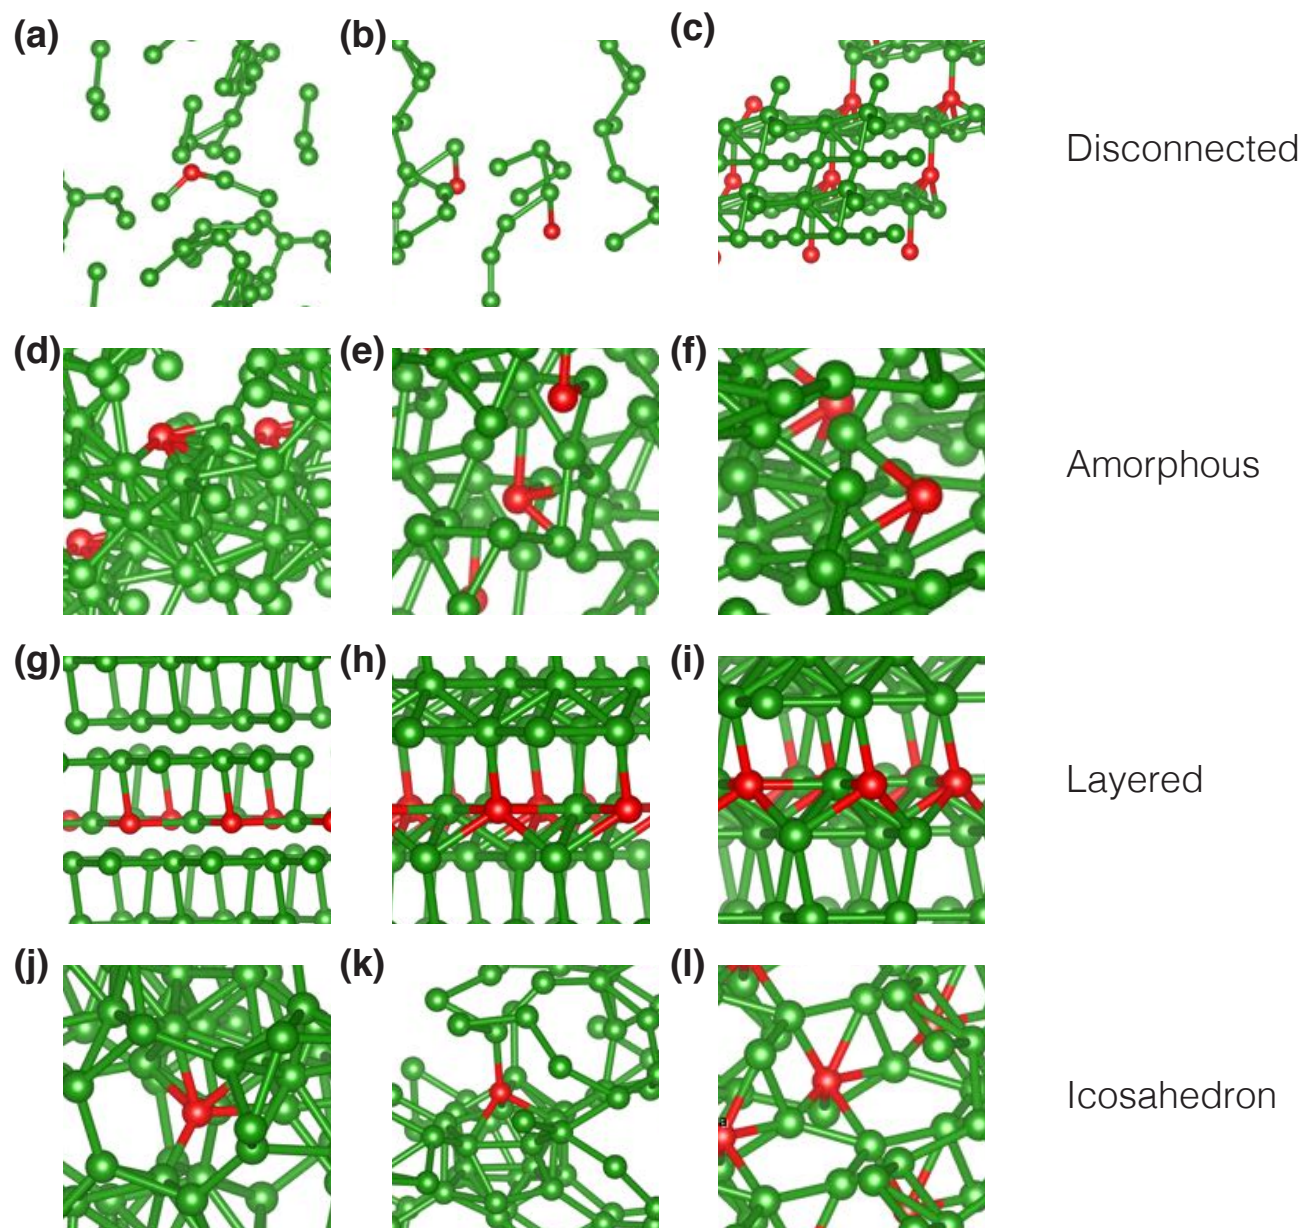 (a) (b) (c)
Disconnected
(d) (e) (f)
Amorphous
(g) (h) (i)
Layered
(j) (k) (l)
Icosahedron
a